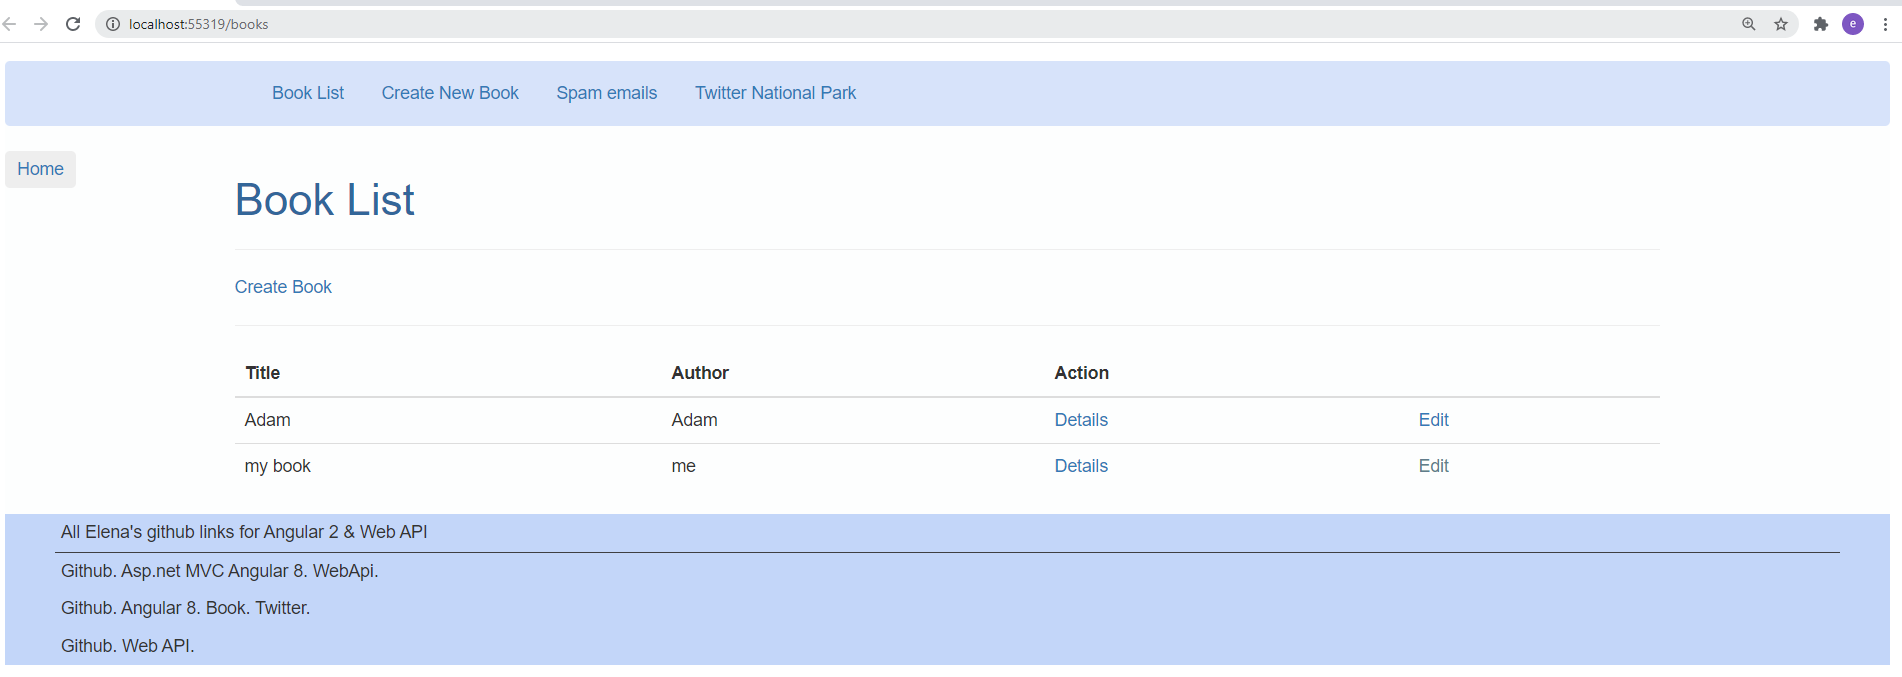 localhost:55319/books
e
Book List Create New Book Spam emails Twitter National Park
Home
Book List
Create Book
Title Author Action
Adam Adam Details Edit
my book me Details Edit
All Elena's github links for Angular 2 & Web API
Github. Asp.net MVC Angular 8. WebApi.
Github. Angular 8. Book. Twitter.
Github. Web API.